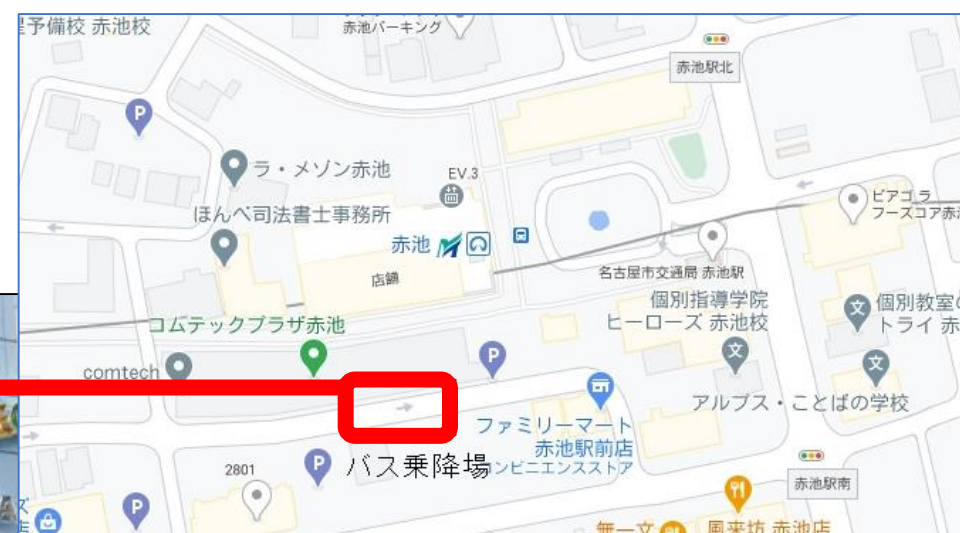 予備校 赤池校
赤池パーキング
赤池駅北
P
ラ・メゾン赤池
EV.3
ほんべ司法書士事務所
赤池
店舗
ピアゴ ラ
フーズコア赤
名古屋市交通局 赤池駅
個別指導学院
ヒーローズ 赤池校
文
文
個別教室の
トライ 赤
コムテックプラザ赤池
comtech
P
文
アルプス・ことばの学校
ファミリーマート
赤池駅前店
コンビニエンスストア
バス乗降場
P
2801
P
赤池駅南
無一文
風来坊 赤池店